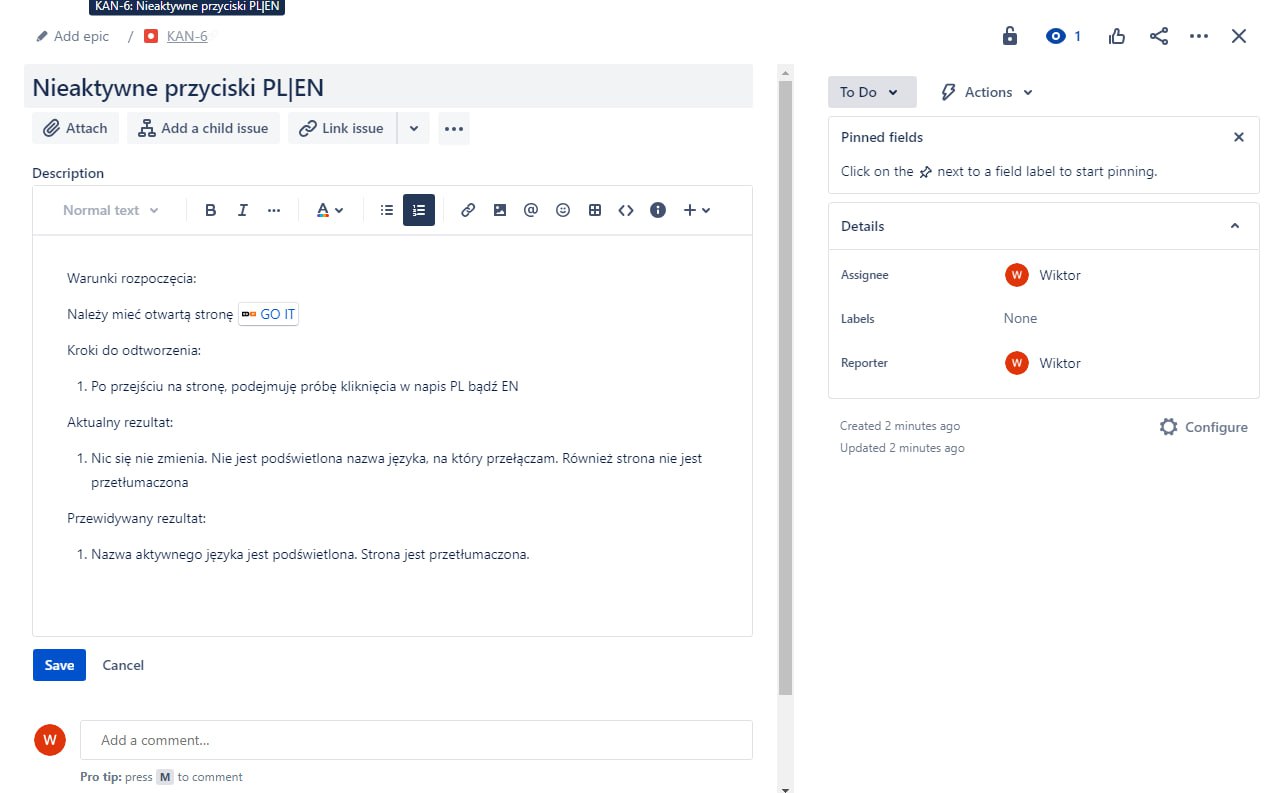 KAN-6: Nieaktywne przyciski PL|EN
Add epic / KAN-6 1
Nieaktywne przyciski PL|EN
Attach Add a child issue Link issue
Description
Normal text B I A
Warunki rozpoczęcia:
Należy mieć otwartą stronę GO IT
Kroki do odtworzenia:
1. Po przejściu na stronę, podejmuję próbę kliknięcia w napis PL bądź EN
Aktualny rezultat:
1. Nic się nie zmienia. Nie jest podświetlona nazwa języka, na który przełączam. Również strona nie jest
przetłumaczona
Przewidywany rezultat:
1. Nazwa aktywnego języka jest podświetlona. Strona jest przetłumaczona.
Save Cancel
W Add a comment...
Pro tip: press M to comment
To Do Actions
Pinned fields
Click on the next to a field label to start pinning.
Details
Assignee W Wiktor
Labels None
Reporter W Wiktor
Created 2 minutes ago Configure
Updated 2 minutes ago